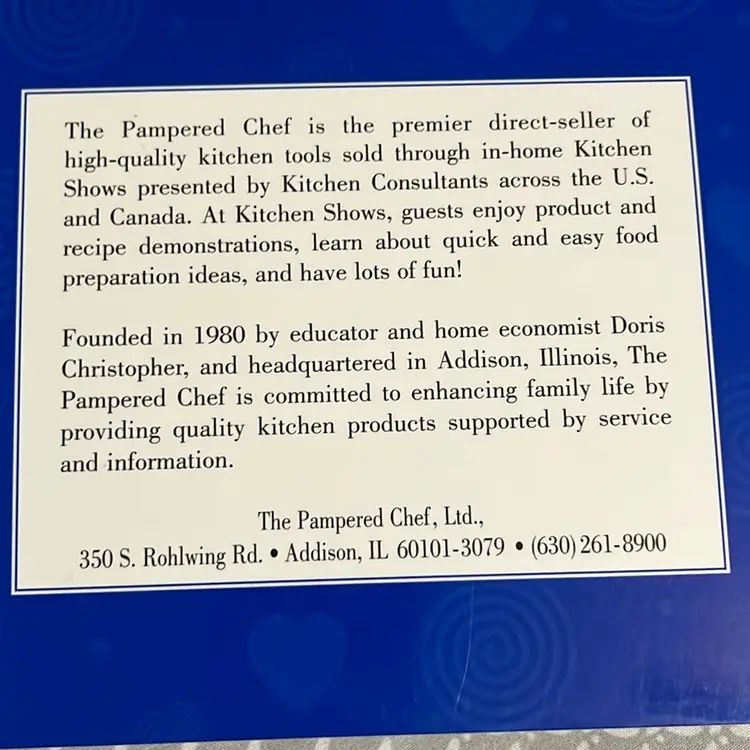 The Pampered Chef is the premier direct-seller of
high-quality kitchen tools sold through in-home Kitchen
Shows presented by Kitchen Consultants across the U.S.
and Canada. At Kitchen Shows, guests enjoy product and
recipe demonstrations, learn about quick and easy food
preparation ideas, and have lots of fun!
Founded in 1980 by educator and home economist Doris
Christopher, and headquartered in Addison, Illinois, The
Pampered Chef is committed to enhancing family life by
providing quality kitchen products supported by service
and information.
The Pampered Chef, Ltd.,
350 S. Rohlwing Rd. • Addison, IL 60101-3079 • (630) 261-8900